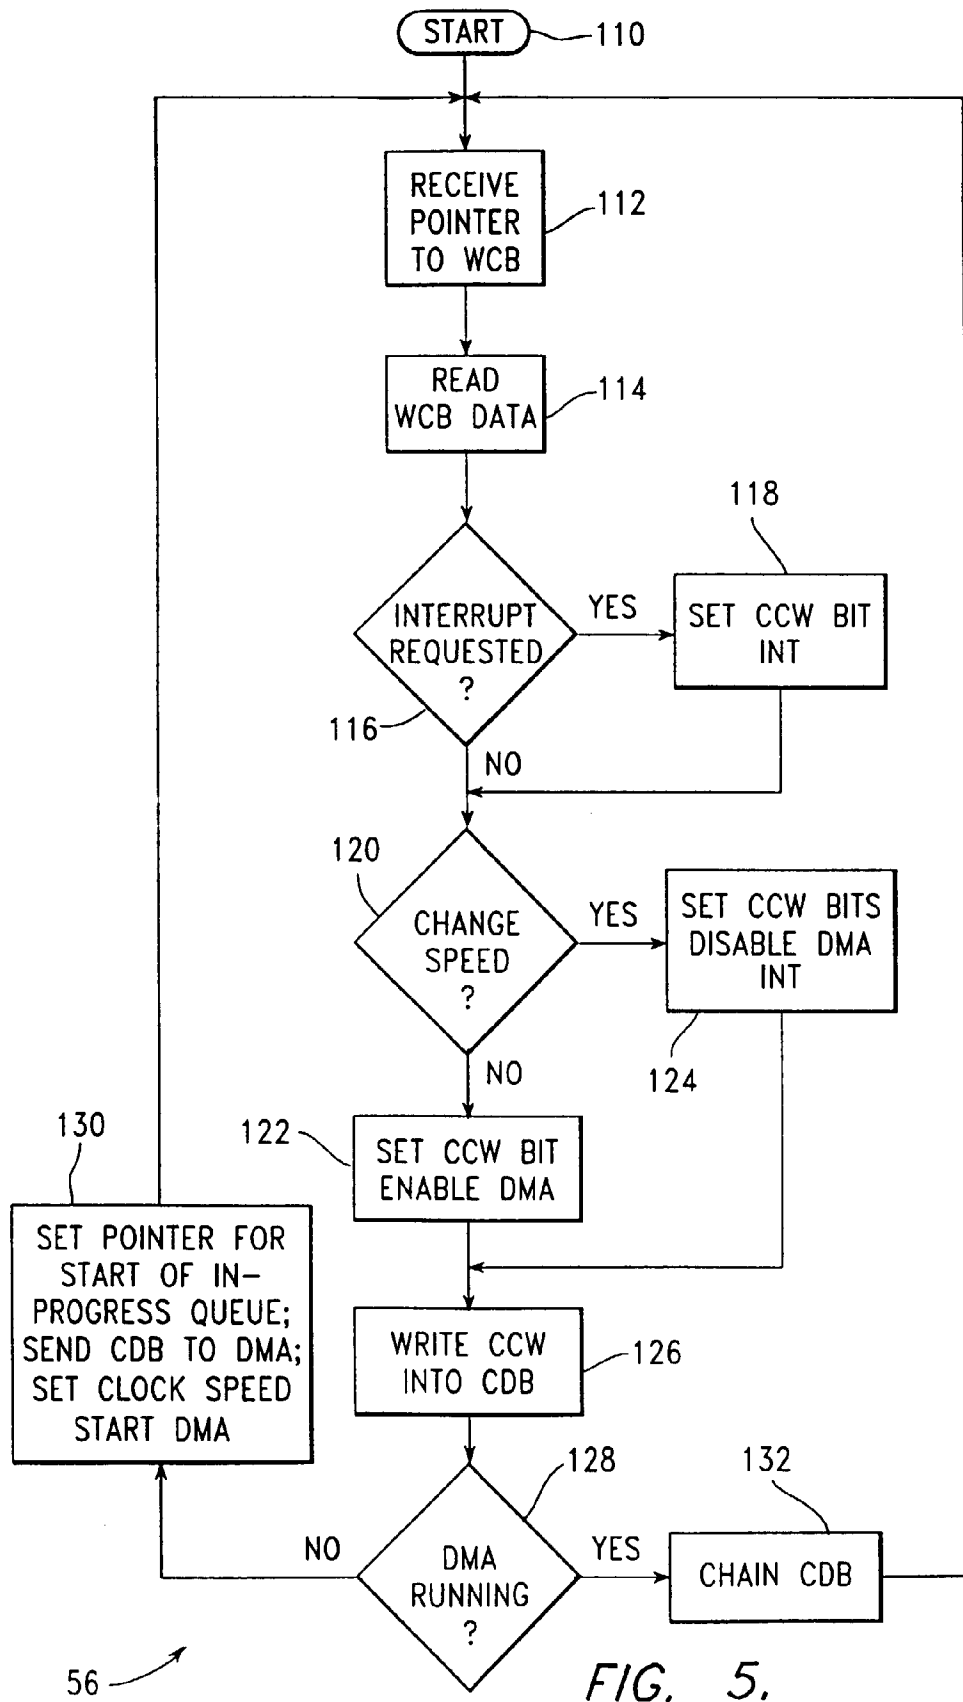 START
110
RECEIVE
POINTER
TO WCB
112
READ
WCB DATA
114
118
INTERRUPT
REQUESTED
?
YES
SET CCW BIT
INT
116
NO
120
CHANGE
SPEED
?
YES
SET CCW BITS
DISABLE DMA
INT
124
NO
130
122
SET CCW BIT
ENABLE DMA
SET POINTER FOR
START OF IN-
PROGRESS QUEUE;
SEND CDB TO DMA;
SET CLOCK SPEED
START DMA
WRITE CCW
INTO CDB
126
128
132
NO
DMA
RUNNING
?
YES
CHAIN CDB
56
FIG. 5.